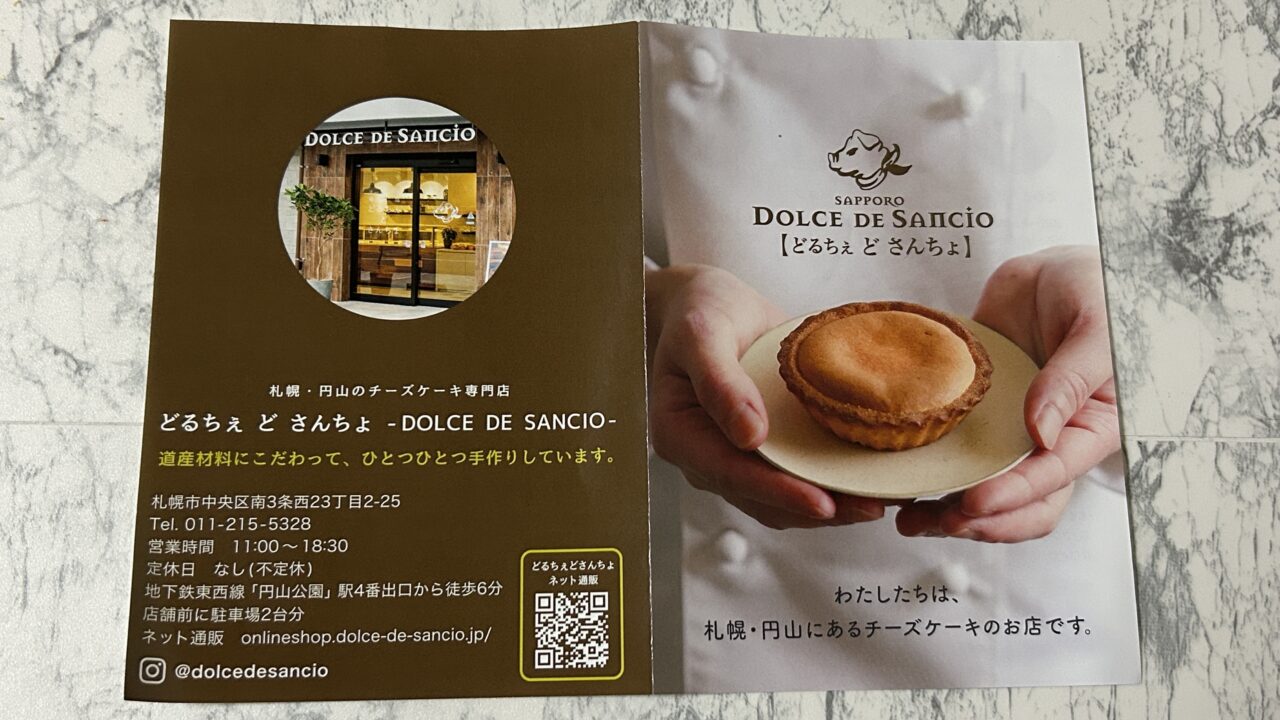 DOLCE DE SANCIO
さんちょ
札幌・円山のチーズケーキ専門店
どるちぇ ど さんちょ -DOLCE DE SANCIO-
道産材料にこだわって、ひとつひとつ手作りしています。
札幌市中央区南3条西23丁目2-25
Tel. 011-215-5328
営業時間　11:00～18:30
定休日　なし(不定休)
地下鉄東西線「円山公園」駅4番出口から徒歩6分
店舗前に駐車場2台分
ネット通販　onlineshop.dolce-de-sancio.jp/
@dolcedesancio
どるちぇどさんちょ
ネット通販
SAPPORO
DOLCE DE SANCIO
【どるちぇ ど さんちょ】
わたしたちは、
札幌・円山にあるチーズケーキのお店です。